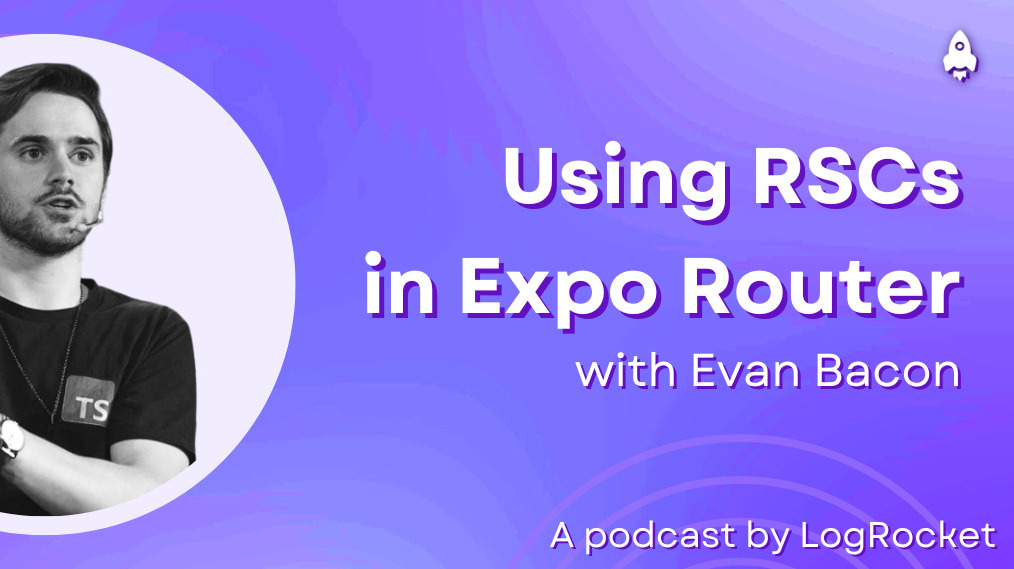 Using RSCs
in Expo Router
with Evan Bacon
TS
A podcast by LogRocket